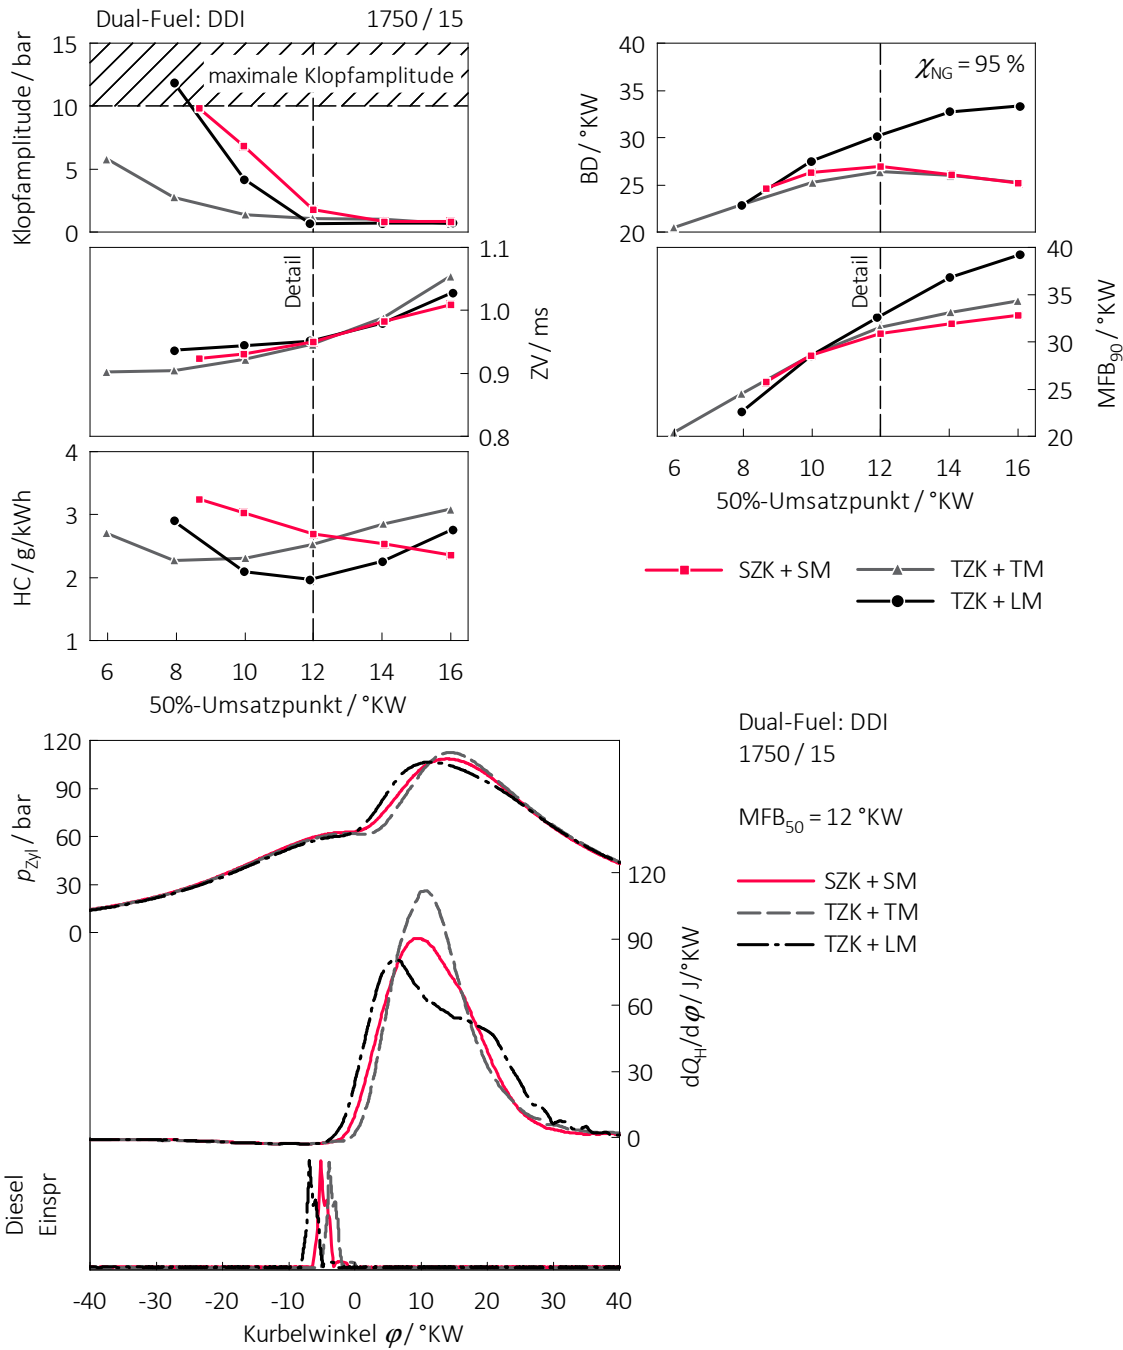 Dual-Fuel: DDI 1750 / 15
15
10
5
0
Klopfamplitude / bar
maximale Klopfamplitude
1.1
1.0
0.9
0.8
ZV / ms
Detail
4
3
2
1
HC / g/kWh
6 8 10 12 14 16
50%-Umsatzpunkt / °KW
40
35
30
25
20
BD / °KW
χNG = 95 %
40
35
30
25
20
MFB90 / °KW
Detail
6 8 10 12 14 16
50%-Umsatzpunkt / °KW
SZK + SM
TZK + TM
TZK + LM
Dual-Fuel: DDI
1750 / 15
MFB50 = 12 °KW
SZK + SM
TZK + TM
TZK + LM
120
90
60
30
0
pZyl / bar
120
90
60
30
0
dQH/dφ / J/°KW
Diesel
Einspr
-40 -30 -20 -10 0 10 20 30 40
Kurbelwinkel φ / °KW